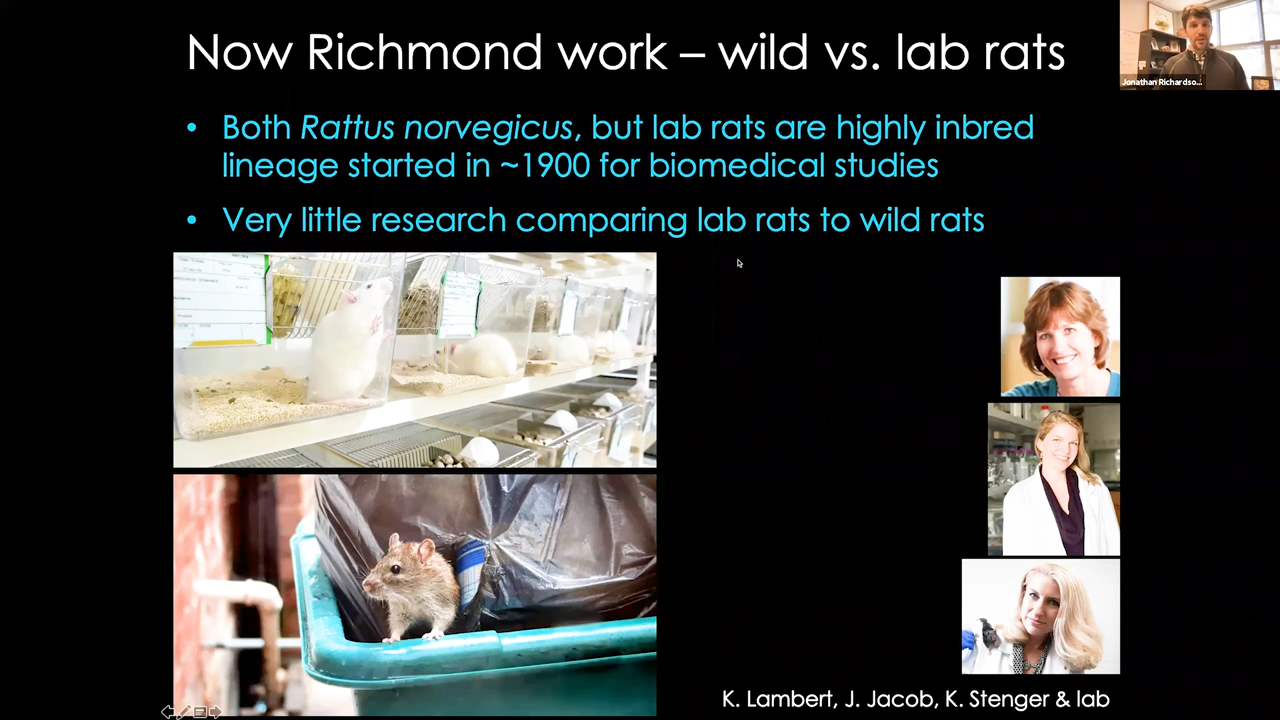 Now Richmond work – wild vs. lab rats
Jonathan Richardso...
• Both Rattus norvegicus, but lab rats are highly inbred
lineage started in ~1900 for biomedical studies
• Very little research comparing lab rats to wild rats
K. Lambert, J. Jacob, K. Stenger & lab